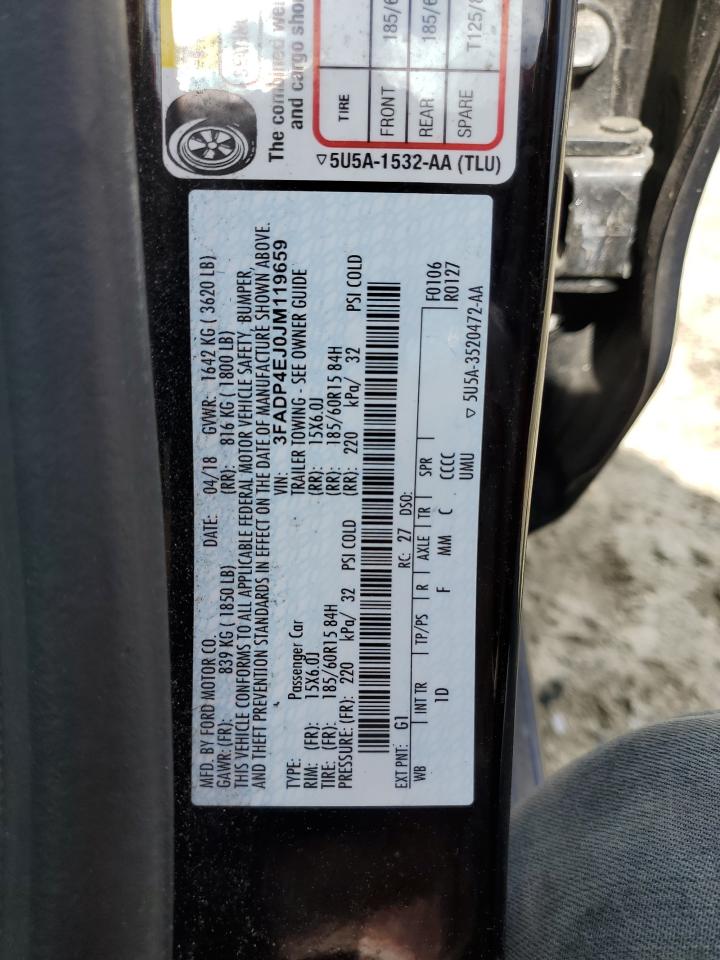 The combined wei
and cargo shou
TIRE
FRONT 185/6
REAR 185/6
SPARE T125/8
▽ 5U5A-1532-AA (TLU)
MFD. BY FORD MOTOR CO. DATE: 04/18 GVWR: 1642 KG ( 3620 LB)
GAWR: (FR): 839 KG ( 1850 LB) (RR): 816 KG ( 1800 LB)
THIS VEHICLE CONFORMS TO ALL APPLICABLE FEDERAL MOTOR VEHICLE SAFETY, BUMPER,
AND THEFT PREVENTION STANDARDS IN EFFECT ON THE DATE OF MANUFACTURE SHOWN ABOVE.
VIN: 3FADP4EJ0JM119659
TYPE: Passenger Car TRAILER TOWING - SEE OWNER GUIDE
RIM: (FR): 15X6.0J (RR): 15X6.0J
TIRE: (FR): 185/60R15 84H (RR): 185/60R15 84H
PRESSURE: (FR): 220 kPa/ 32 PSI COLD (RR): 220 kPa/ 32 PSI COLD
EXT PNT: G1 RC: 27 DSO: F0106
R0127
WB INT TR TP/PS R AXLE TR SPR
1D F MM C CCCC
UMU
▽ 5U5A-3520472-AA